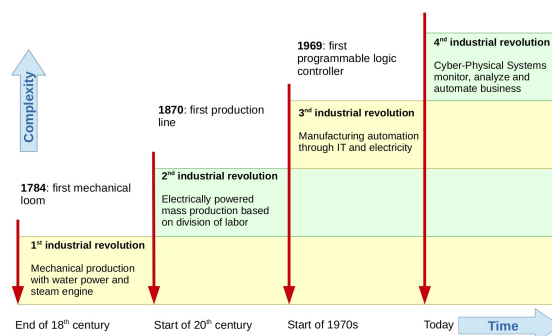 1969: first
programmable logic
controller
4nd industrial revolution
Cyber-Physical Systems
monitor, analyze and
automate business
Complexity
1870: first production
line
3nd industrial revolution
Manufacturing automation
through IT and electricity
1784: first mechanical
loom
2nd industrial revolution
Electrically powered
mass production based
on division of labor
1st industrial revolution
Mechanical production
with water power and
steam engine
End of 18th century
Start of 20th century
Start of 1970s
Today
Time